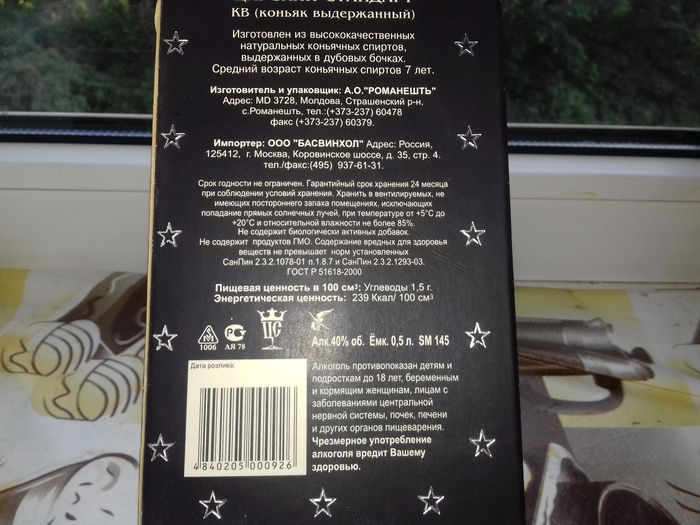 КВ (коньяк выдержанный)
Изготовлен из высококачественных
натуральных коньячных спиртов,
выдержанных в дубовых бочках.
Средний возраст коньячных спиртов 7 лет.
Изготовитель и упаковщик: А.О."РОМАНЕШТЬ"
Адрес: MD 3728, Молдова, Страшенский р-н,
с.Романешть, тел.:(+373-237) 60478
факс (+373-237) 60379.
Импортер: ООО "БАСВИНХОЛ" Адрес: Россия,
125412, г. Москва, Коровинское шоссе, д. 35, стр. 4.
тел./факс:(495) 937-61-31.
Срок годности не ограничен. Гарантийный срок хранения 24 месяца
при соблюдении условий хранения. Хранить в вентилируемых, не
имеющих постороннего запаха помещениях, исключающих
попадание прямых солнечных лучей, при температуре от +5°С до
+20°С и относительной влажности не более 85%.
Не содержит биологически активных добавок.
Не содержит продуктов ГМО. Содержание вредных для здоровья
веществ не превышает норм установленных
СанПин 2.3.2.1078-01 п.1.8.7 и СанПин 2.3.2.1293-03.
ГОСТ Р 51618-2000
Пищевая ценность в 100 см³: Углеводы 1,5 г.
Энергетическая ценность: 239 Ккал/ 100 см³
1006
АЯ 78
Алк.40% об. Ёмк. 0,5 л. SM 145
Дата розлива:
4840205000926
Алкоголь противопоказан детям и
подросткам до 18 лет, беременным
и кормящим женщинам, лицам с
заболеваниями центральной
нервной системы, почек, печени
и других органов пищеварения.
Чрезмерное употребление
алкоголя вредит Вашему
здоровью.